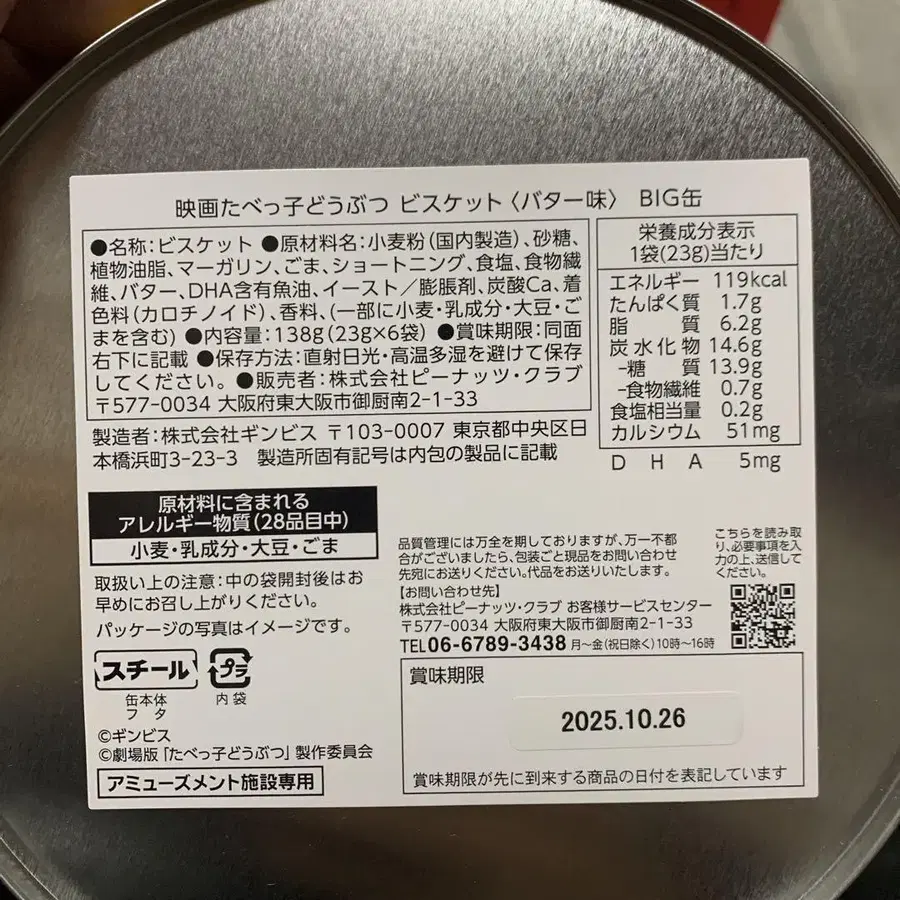 映画たべっ子どうぶつ ビスケット〈バター味〉 BIG缶
●名称:ビスケット ●原材料名:小麦粉(国内製造)、砂糖、
植物油脂、マーガリン、ごま、ショートニング、食塩、食物繊
維、バター、DHA含有魚油、イースト/膨脹剤、炭酸Ca、着
色料(カロチノイド)、香料、(一部に小麦・乳成分・大豆・ご
まを含む) ●内容量:138g(23g×6袋) ●賞味期限:同面
右下に記載 ●保存方法:直射日光・高温多湿を避けて保存
してください。●販売者:株式会社ピーナッツ・クラブ
〒577-0034 大阪府東大阪市御厨南2-1-33
栄養成分表示
1袋(23g)当たり
エネルギー 119kcal
たんぱく質 1.7g
脂質 6.2g
炭水化物 14.6g
-糖質 13.9g
-食物繊維 0.7g
食塩相当量 0.2g
カルシウム 51mg
DHA 5mg
製造者:株式会社ギンビス 〒103-0007 東京都中央区日
本橋浜町3-23-3 製造所固有記号は内包の製品に記載
原材料に含まれる
アレルギー物質(28品目中)
小麦・乳成分・大豆・ごま
取扱い上の注意:中の袋開封後はお
早めにお召し上がりください。
パッケージの写真はイメージです。
スチール
缶本体
フタ
プラ
内袋
©ギンビス
©劇場版「たべっ子どうぶつ」製作委員会
アミューズメント施設専用
品質管理には万全を期しておりますが、万一不都
合がございましたら、包装ごと現品をお問い合わせ
先宛にお送りください。代品をお送りいたします。
【お問い合わせ先】
株式会社ピーナッツ・クラブ お客様サービスセンター
〒577-0034 大阪府東大阪市御厨南2-1-33
TEL06-6789-3438 月〜金(祝日除く)10時〜16時
こちらを読み取
り、必要事項を入
力の上、送信して
ください。
賞味期限
2025.10.26
賞味期限が先に到来する商品の日付を表記しています